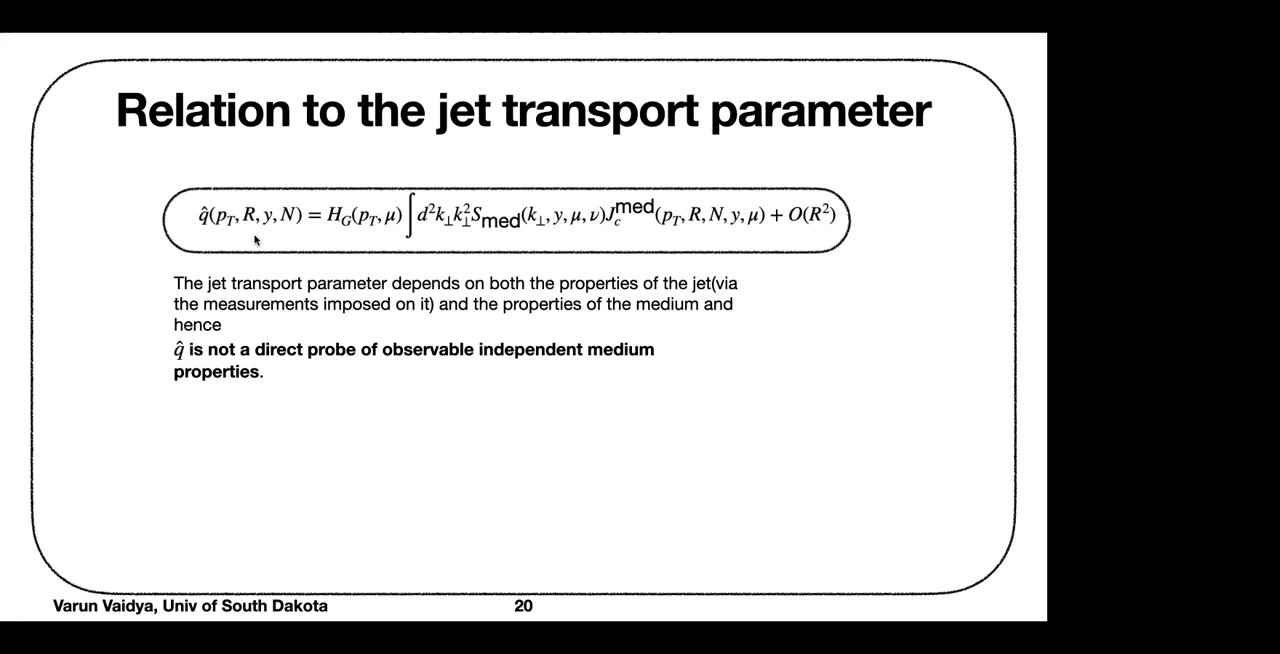 Relation to the jet transport parameter
q̂(p_T, R, y, N) = H_G(p_T, μ) ∫ d²k_⊥ k_⊥² S_med(k_⊥, y, μ, ν) J_c^med(p_T, R, N, y, μ) + O(R²)
The jet transport parameter depends on both the properties of the jet(via
the measurements imposed on it) and the properties of the medium and
hence
q̂ is not a direct probe of observable independent medium
properties.
Varun Vaidya, Univ of South Dakota 20